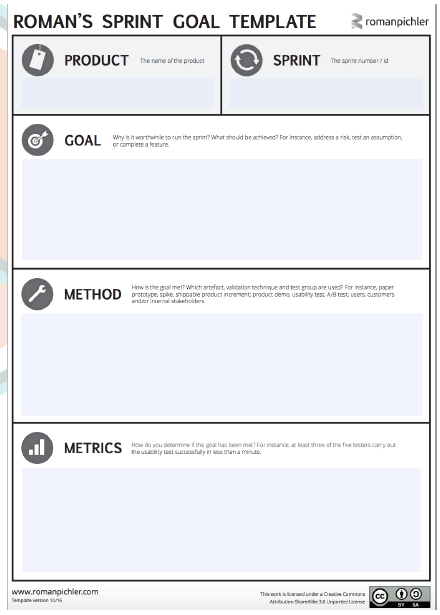 ROMAN'S SPRINT GOAL TEMPLATE
romanpichler
PRODUCT The name of the product
SPRINT The sprint number / id
GOAL Why is it worthwhile to run the sprint? What should be achieved? For instance, address a risk, test an assumption,
or complete a feature.
METHOD How is the goal met? Which artefact, validation technique and test group are used? For instance, paper
prototype, spike, shippable product increment; product demo, usability test, A/B test; users, customers
and/or internal stakeholders.
METRICS How do you determine if the goal has been met? For instance, at least three of the five testers carry out
the usability test successfully in less than a minute.
www.romanpichler.com
Template version 10/16
This work is licensed under a Creative Commons
Attribution-ShareAlike 3.0 Unported License
CC BY SA